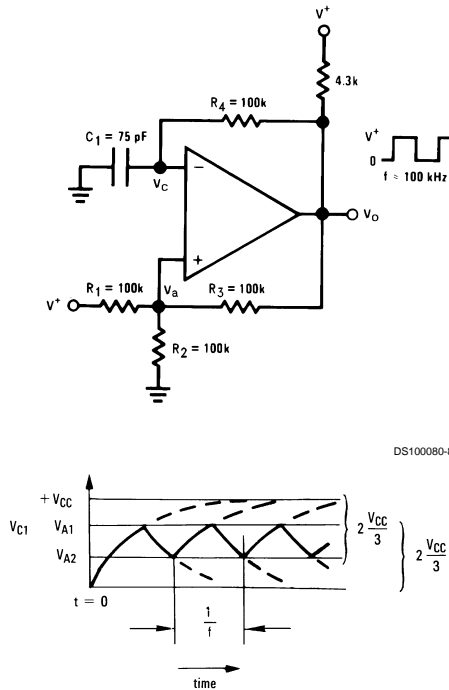 V+
4.3k
R4 = 100k
C1 = 75 pF
V+
0
f ≈ 100 kHz
VC
−
+
VO
R1 = 100k
Va
R3 = 100k
V+
R2 = 100k
DS100080-8
+ VCC
VC1
VA1
VA2
2 VCC/3
2 VCC/3
t = 0
1/f
time